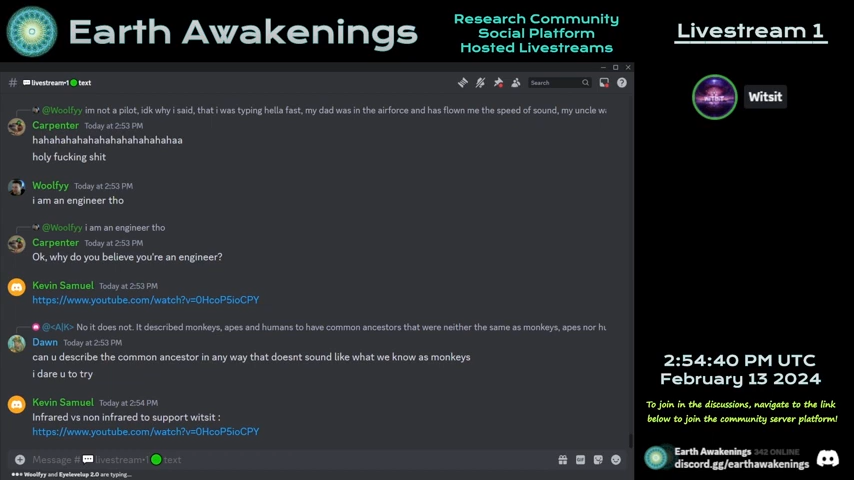 Earth Awakenings
Research Community
Social Platform
Hosted Livestreams
Livestream 1
# livestream•1 text
Search
@Woolfyy im not a pilot, idk why i said, that i was typing hella fast, my dad was in the airforce and has flown me the speed of sound, my uncle wa
Carpenter Today at 2:53 PM
hahahahahahahahahahahahaa
holy fucking shit
Woolfyy Today at 2:53 PM
i am an engineer tho
@Woolfyy i am an engineer tho
Carpenter Today at 2:53 PM
Ok, why do you believe you're an engineer?
Kevin Samuel Today at 2:53 PM
https://www.youtube.com/watch?v=0HcoP5ioCPY
@<A|K> No it does not. It described monkeys, apes and humans to have common ancestors that were neither the same as monkeys, apes nor hu
Dawn Today at 2:53 PM
can u describe the common ancestor in any way that doesnt sound like what we know as monkeys
i dare u to try
Kevin Samuel Today at 2:54 PM
Infrared vs non infrared to support witsit :
https://www.youtube.com/watch?v=0HcoP5ioCPY
Message # livestream•1 text
Woolfyy and Eyelevelxp 2.0 are typing...
WITSIT
Witsit
2:54:40 PM UTC
February 13 2024
To join in the discussions, navigate to the link
below to join the community server platform!
Earth Awakenings 342 ONLINE
discord.gg/earthawakenings